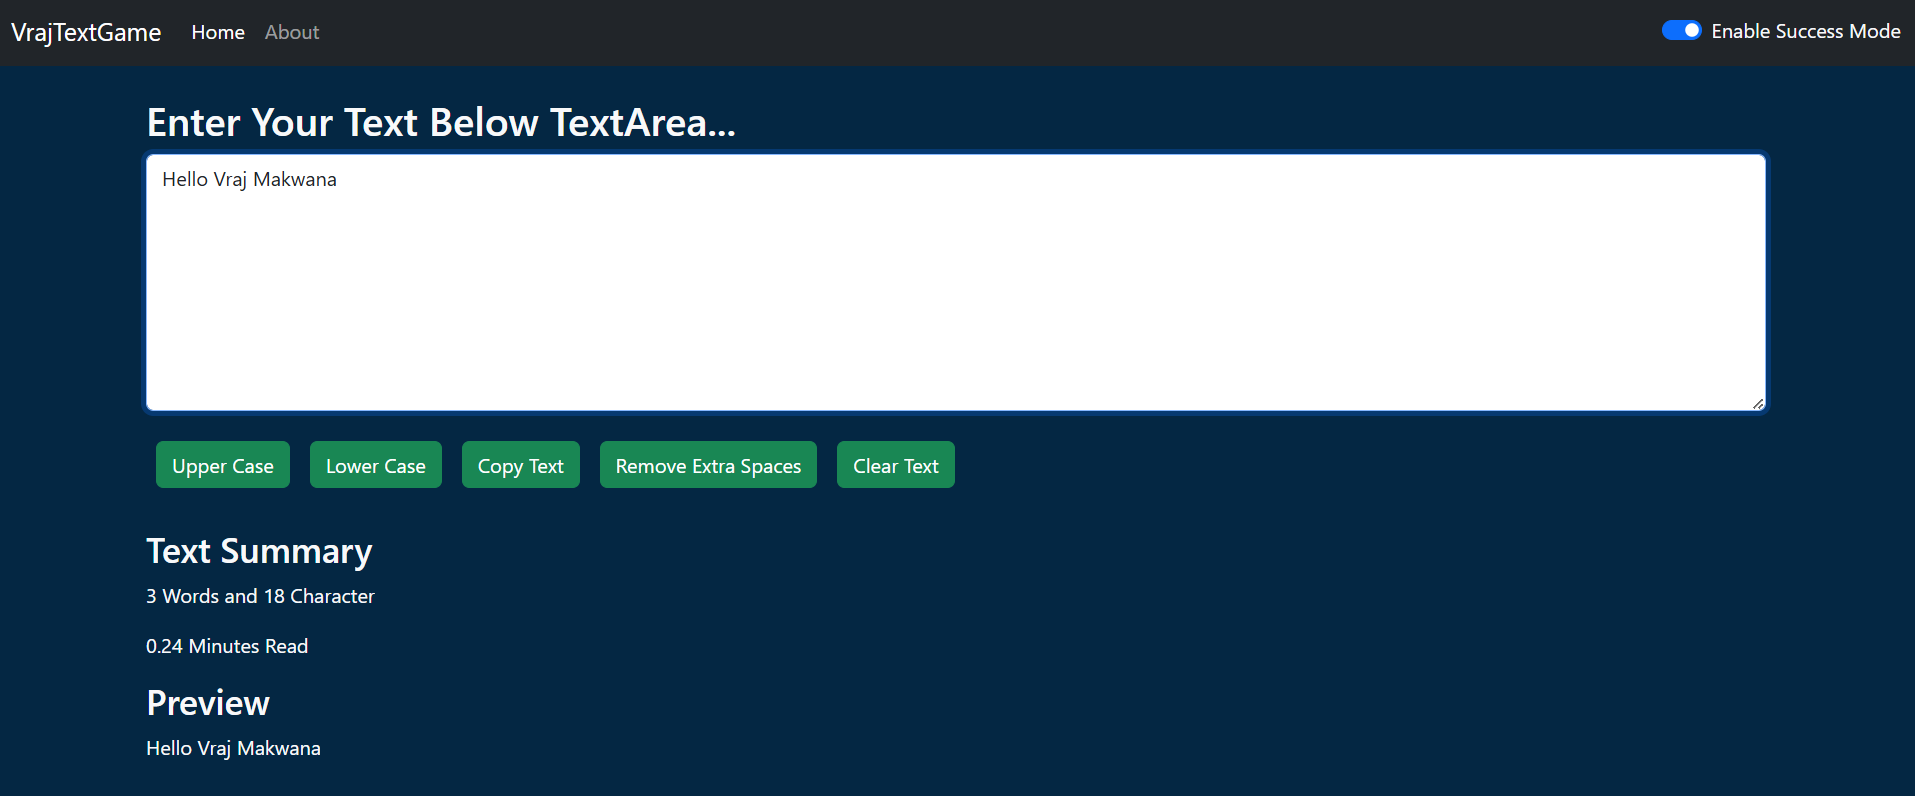 VrajTextGame Home About Enable Success Mode
Enter Your Text Below TextArea...
Hello Vraj Makwana
Upper Case Lower Case Copy Text Remove Extra Spaces Clear Text
Text Summary
3 Words and 18 Character
0.24 Minutes Read
Preview
Hello Vraj Makwana